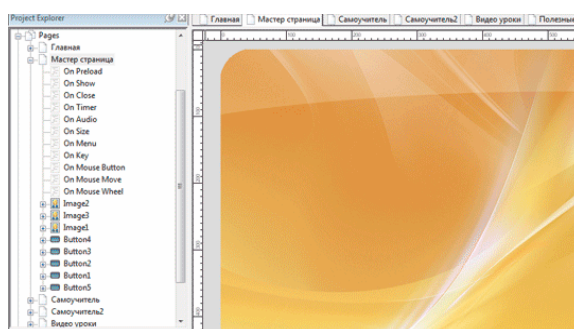 Project Explorer
Главная Мастер страница Самоучитель Самоучитель2 Видео уроки Полезные
Pages
Главная
Мастер страница
On Preload
On Show
On Close
On Timer
On Audio
On Size
On Menu
On Key
On Mouse Button
On Mouse Move
On Mouse Wheel
Image2
Image3
Image1
Button4
Button3
Button2
Button1
Button5
Самоучитель
Самоучитель2
Видео уроки